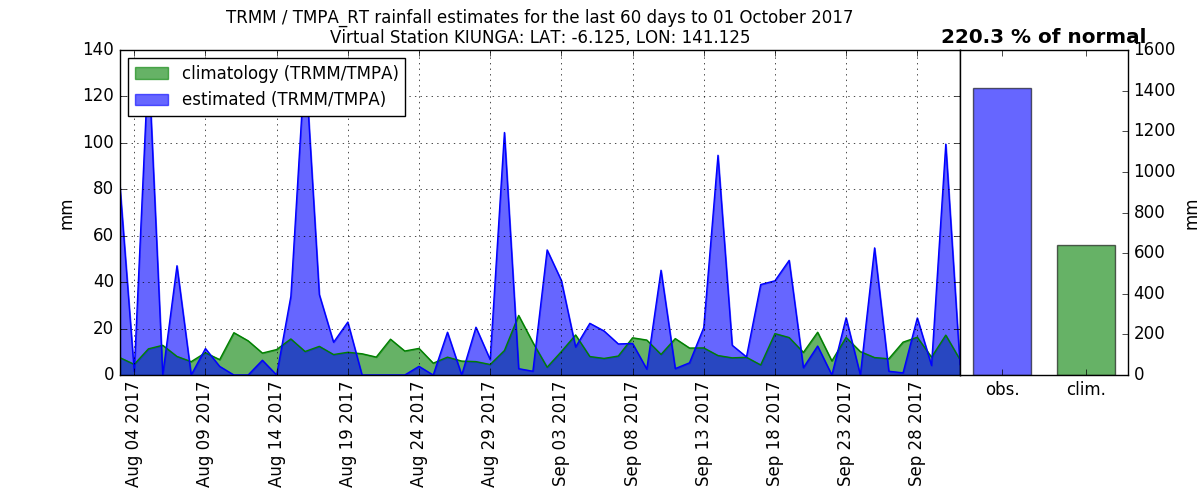 TRMM / TMPA_RT rainfall estimates for the last 60 days to 01 October 2017
Virtual Station KIUNGA: LAT: -6.125, LON: 141.125
220.3 % of normal
climatology (TRMM/TMPA)
estimated (TRMM/TMPA)
140
120
100
80
60
40
20
0
mm
Aug 04 2017
Aug 09 2017
Aug 14 2017
Aug 19 2017
Aug 24 2017
Aug 29 2017
Sep 03 2017
Sep 08 2017
Sep 13 2017
Sep 18 2017
Sep 23 2017
Sep 28 2017
obs.
clim.
1600
1400
1200
1000
800
600
400
200
0
mm